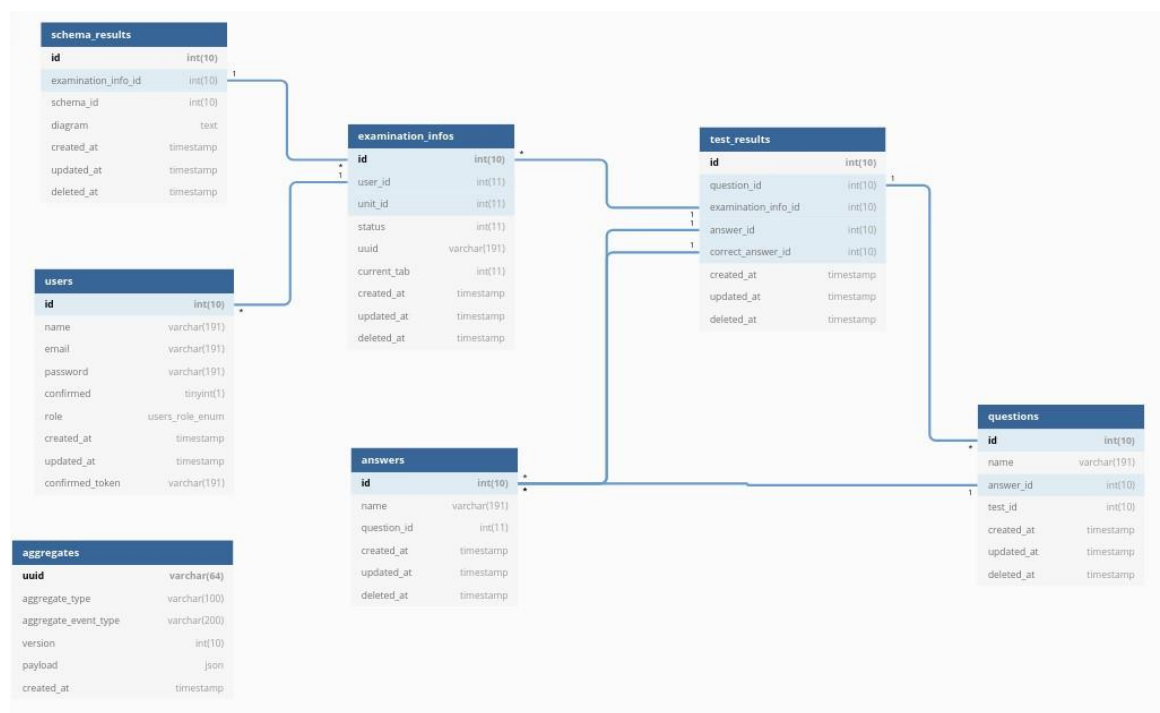 schema_results
id int(10)
examination_info_id int(10)
schema_id int(10)
diagram text
created_at timestamp
updated_at timestamp
deleted_at timestamp
1
examination_infos
id int(10)
user_id int(11)
unit_id int(11)
status int(11)
uuid varchar(191)
current_tab int(11)
created_at timestamp
updated_at timestamp
deleted_at timestamp
*
1
*
test_results
id int(10)
question_id int(10)
examination_info_id int(10)
answer_id int(10)
correct_answer_id int(10)
created_at timestamp
updated_at timestamp
deleted_at timestamp
1
1
1
1
users
id int(10)
name varchar(191)
email varchar(191)
password varchar(191)
confirmed tinyint(1)
role users_role_enum
created_at timestamp
updated_at timestamp
confirmed_token varchar(191)
*
answers
id int(10)
name varchar(191)
question_id int(11)
created_at timestamp
updated_at timestamp
deleted_at timestamp
*
*
questions
id int(10)
name varchar(191)
answer_id int(10)
test_id int(10)
created_at timestamp
updated_at timestamp
deleted_at timestamp
*
1
aggregates
uuid varchar(64)
aggregate_type varchar(100)
aggregate_event_type varchar(200)
version int(10)
payload json
created_at timestamp